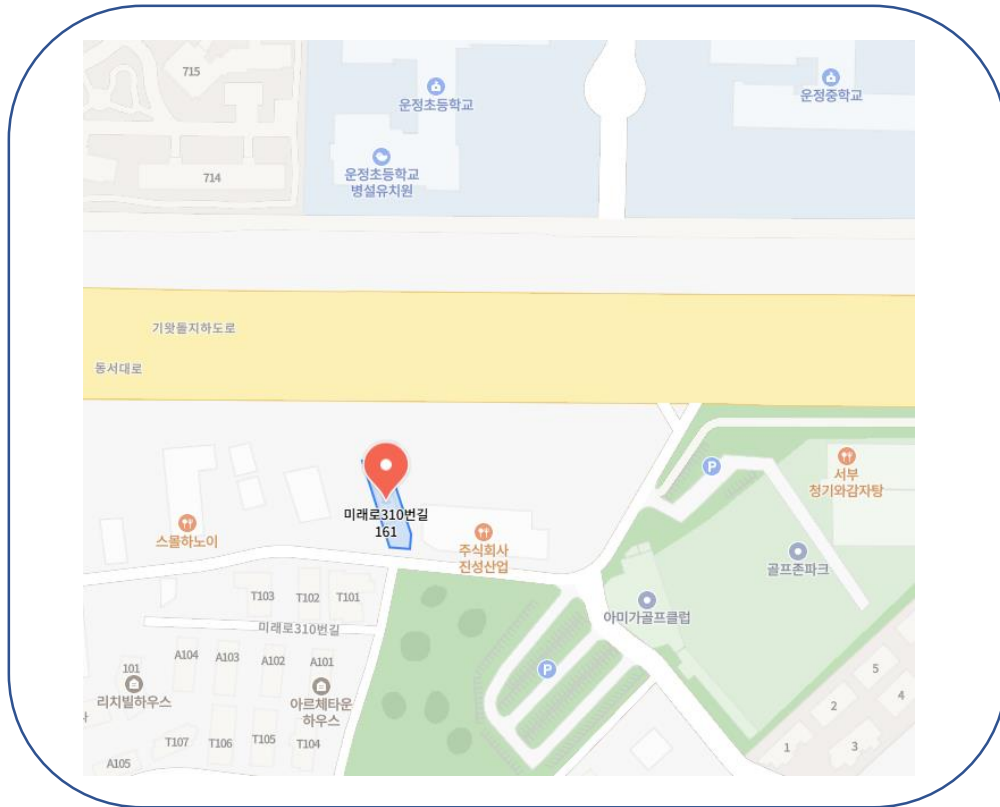 715
운정초등학교
운정중학교
운정초등학교
병설유치원
714
기왓돌지하도로
동서대로
서부
청기와감자탕
P
미래로310번길
161
스몰하노이
주식회사
진성산업
골프존파크
아미가골프클럽
T103
T102
T101
미래로310번길
A104
A103
A102
A101
101
리치빌하우스
아르체타운
하우스
P
5
4
2
1
3
T107
T106
T105
T104
A105